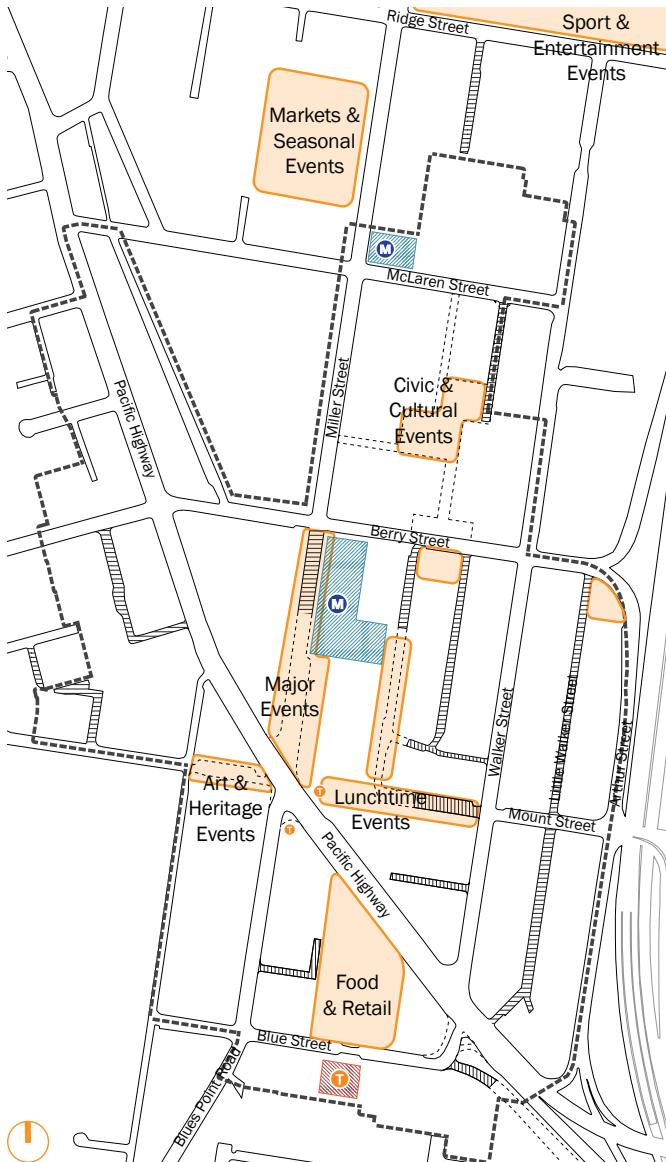 Ridge Street
Sport &
Entertainment
Events
Markets &
Seasonal
Events
M
McLaren Street
Miller Street
Civic &
Cultural
Events
Pacific Highway
Berry Street
M
Major
Events
Walker Street
Little Walker Street
Arthur Street
Art &
Heritage
Events
T
Lunchtime
Events
Mount Street
T
Pacific Highway
Food
& Retail
Blue Street
T
Blues Point Road